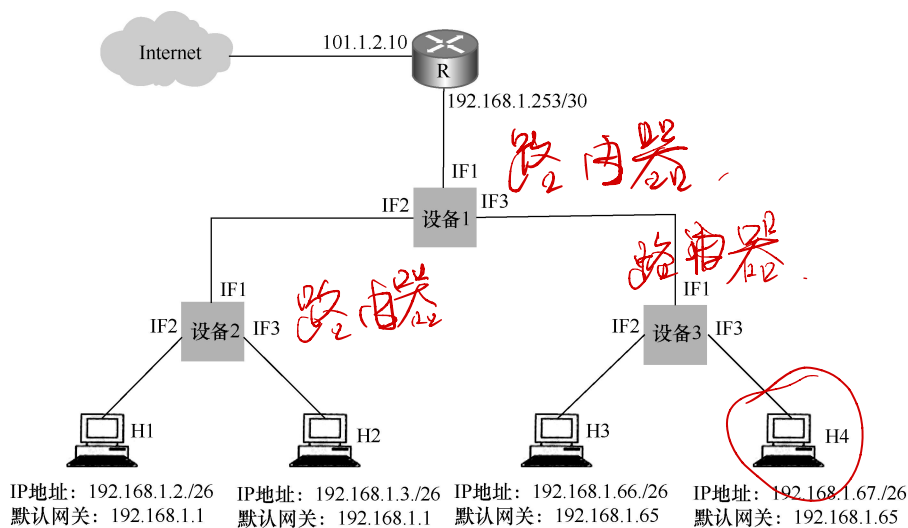 Internet
101.1.2.10
R
192.168.1.253/30
路由器.
IF1
IF2
设备1
IF3
路由器.
IF1
路由器
IF1
IF2
设备2
IF3
IF2
设备3
IF3
H1
H2
H3
H4
IP地址：192.168.1.2./26
默认网关：192.168.1.1
IP地址：192.168.1.3./26
默认网关：192.168.1.1
IP地址：192.168.1.66./26
默认网关：192.168.1.65
IP地址：192.168.1.67./26
默认网关：192.168.1.65